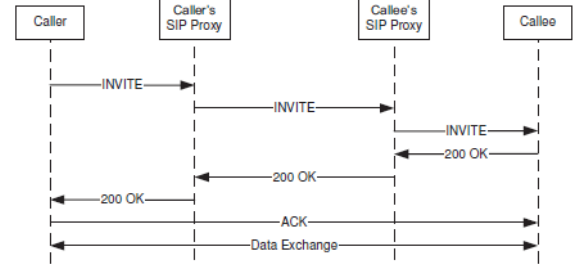 Caller
Caller's
SIP Proxy
Callee's
SIP Proxy
Callee
INVITE
INVITE
INVITE
200 OK
200 OK
200 OK
ACK
Data Exchange